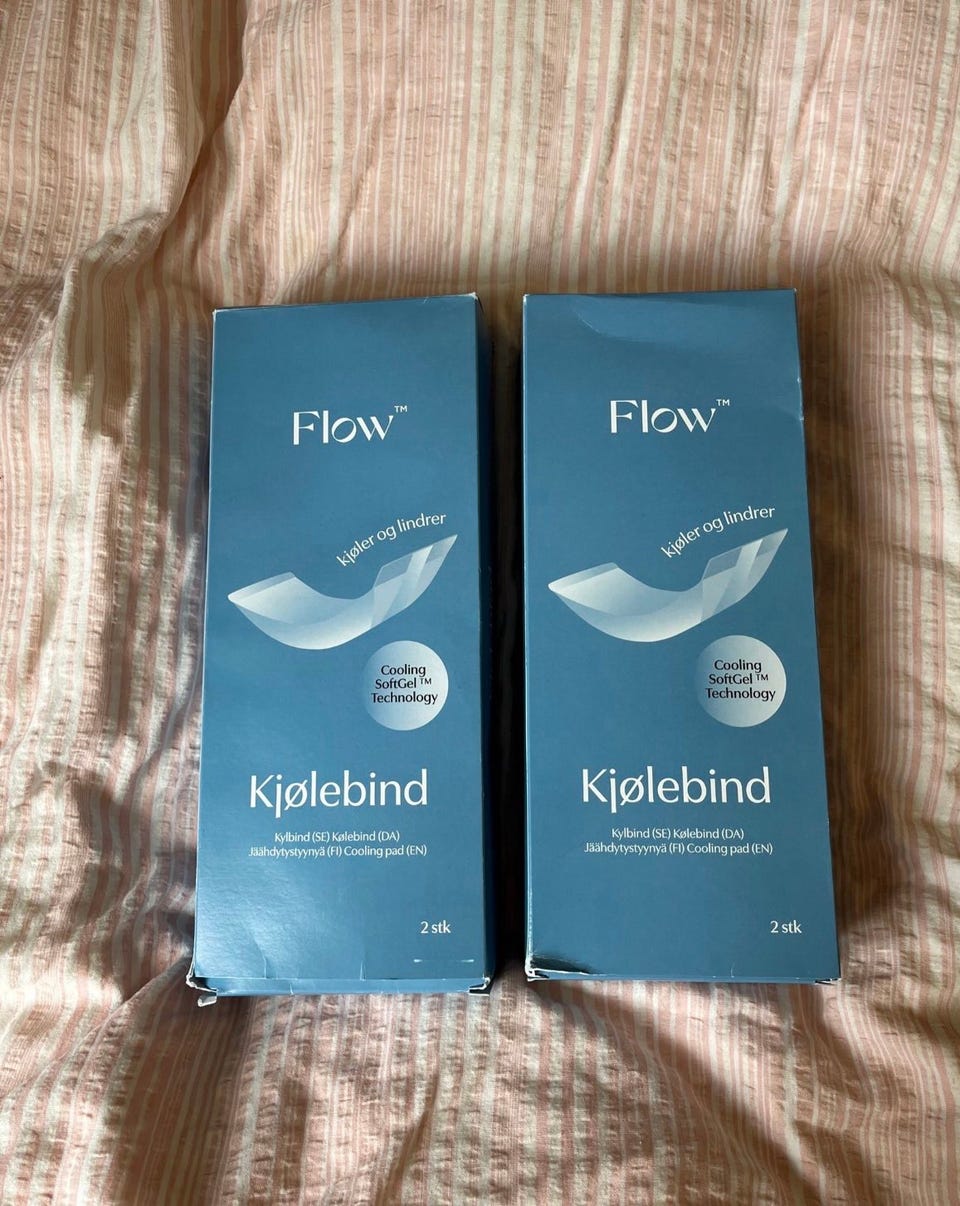 Flow™
kjøler og lindrer
Cooling
SoftGel™
Technology
Kjølebind
Kylbind (SE) Kølebind (DA)
Jäähdytystyynyä (FI) Cooling pad (EN)
2 stk
Flow™
kjøler og lindrer
Cooling
SoftGel™
Technology
Kjølebind
Kylbind (SE) Kølebind (DA)
Jäähdytystyynyä (FI) Cooling pad (EN)
2 stk